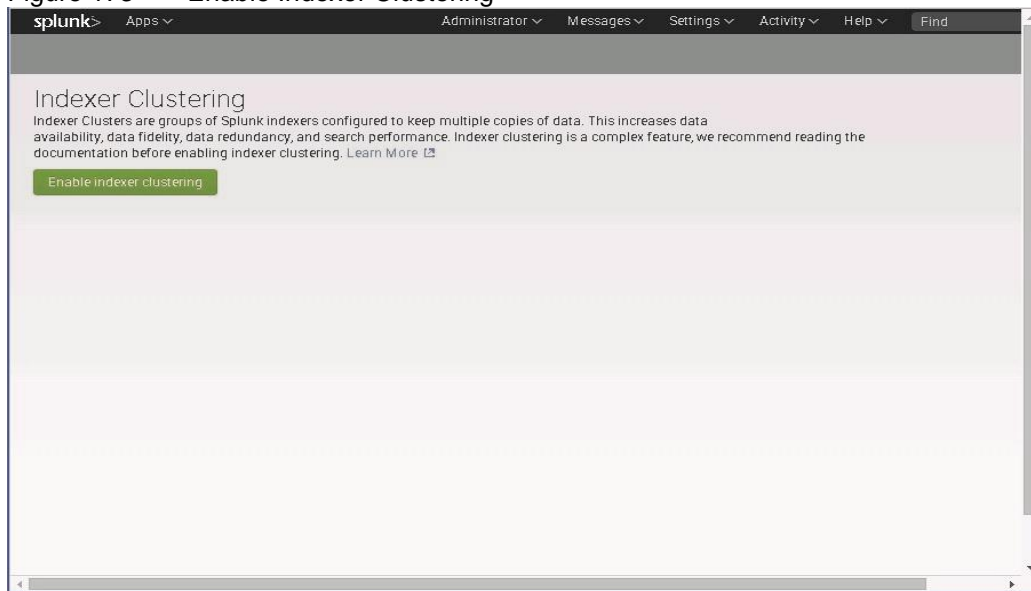 splunk> Apps Administrator Messages Settings Activity Help Find
Indexer Clustering
Indexer Clusters are groups of Splunk indexers configured to keep multiple copies of data. This increases data
availability, data fidelity, data redundancy, and search performance. Indexer clustering is a complex feature, we recommend reading the
documentation before enabling indexer clustering. Learn More
Enable indexer clustering